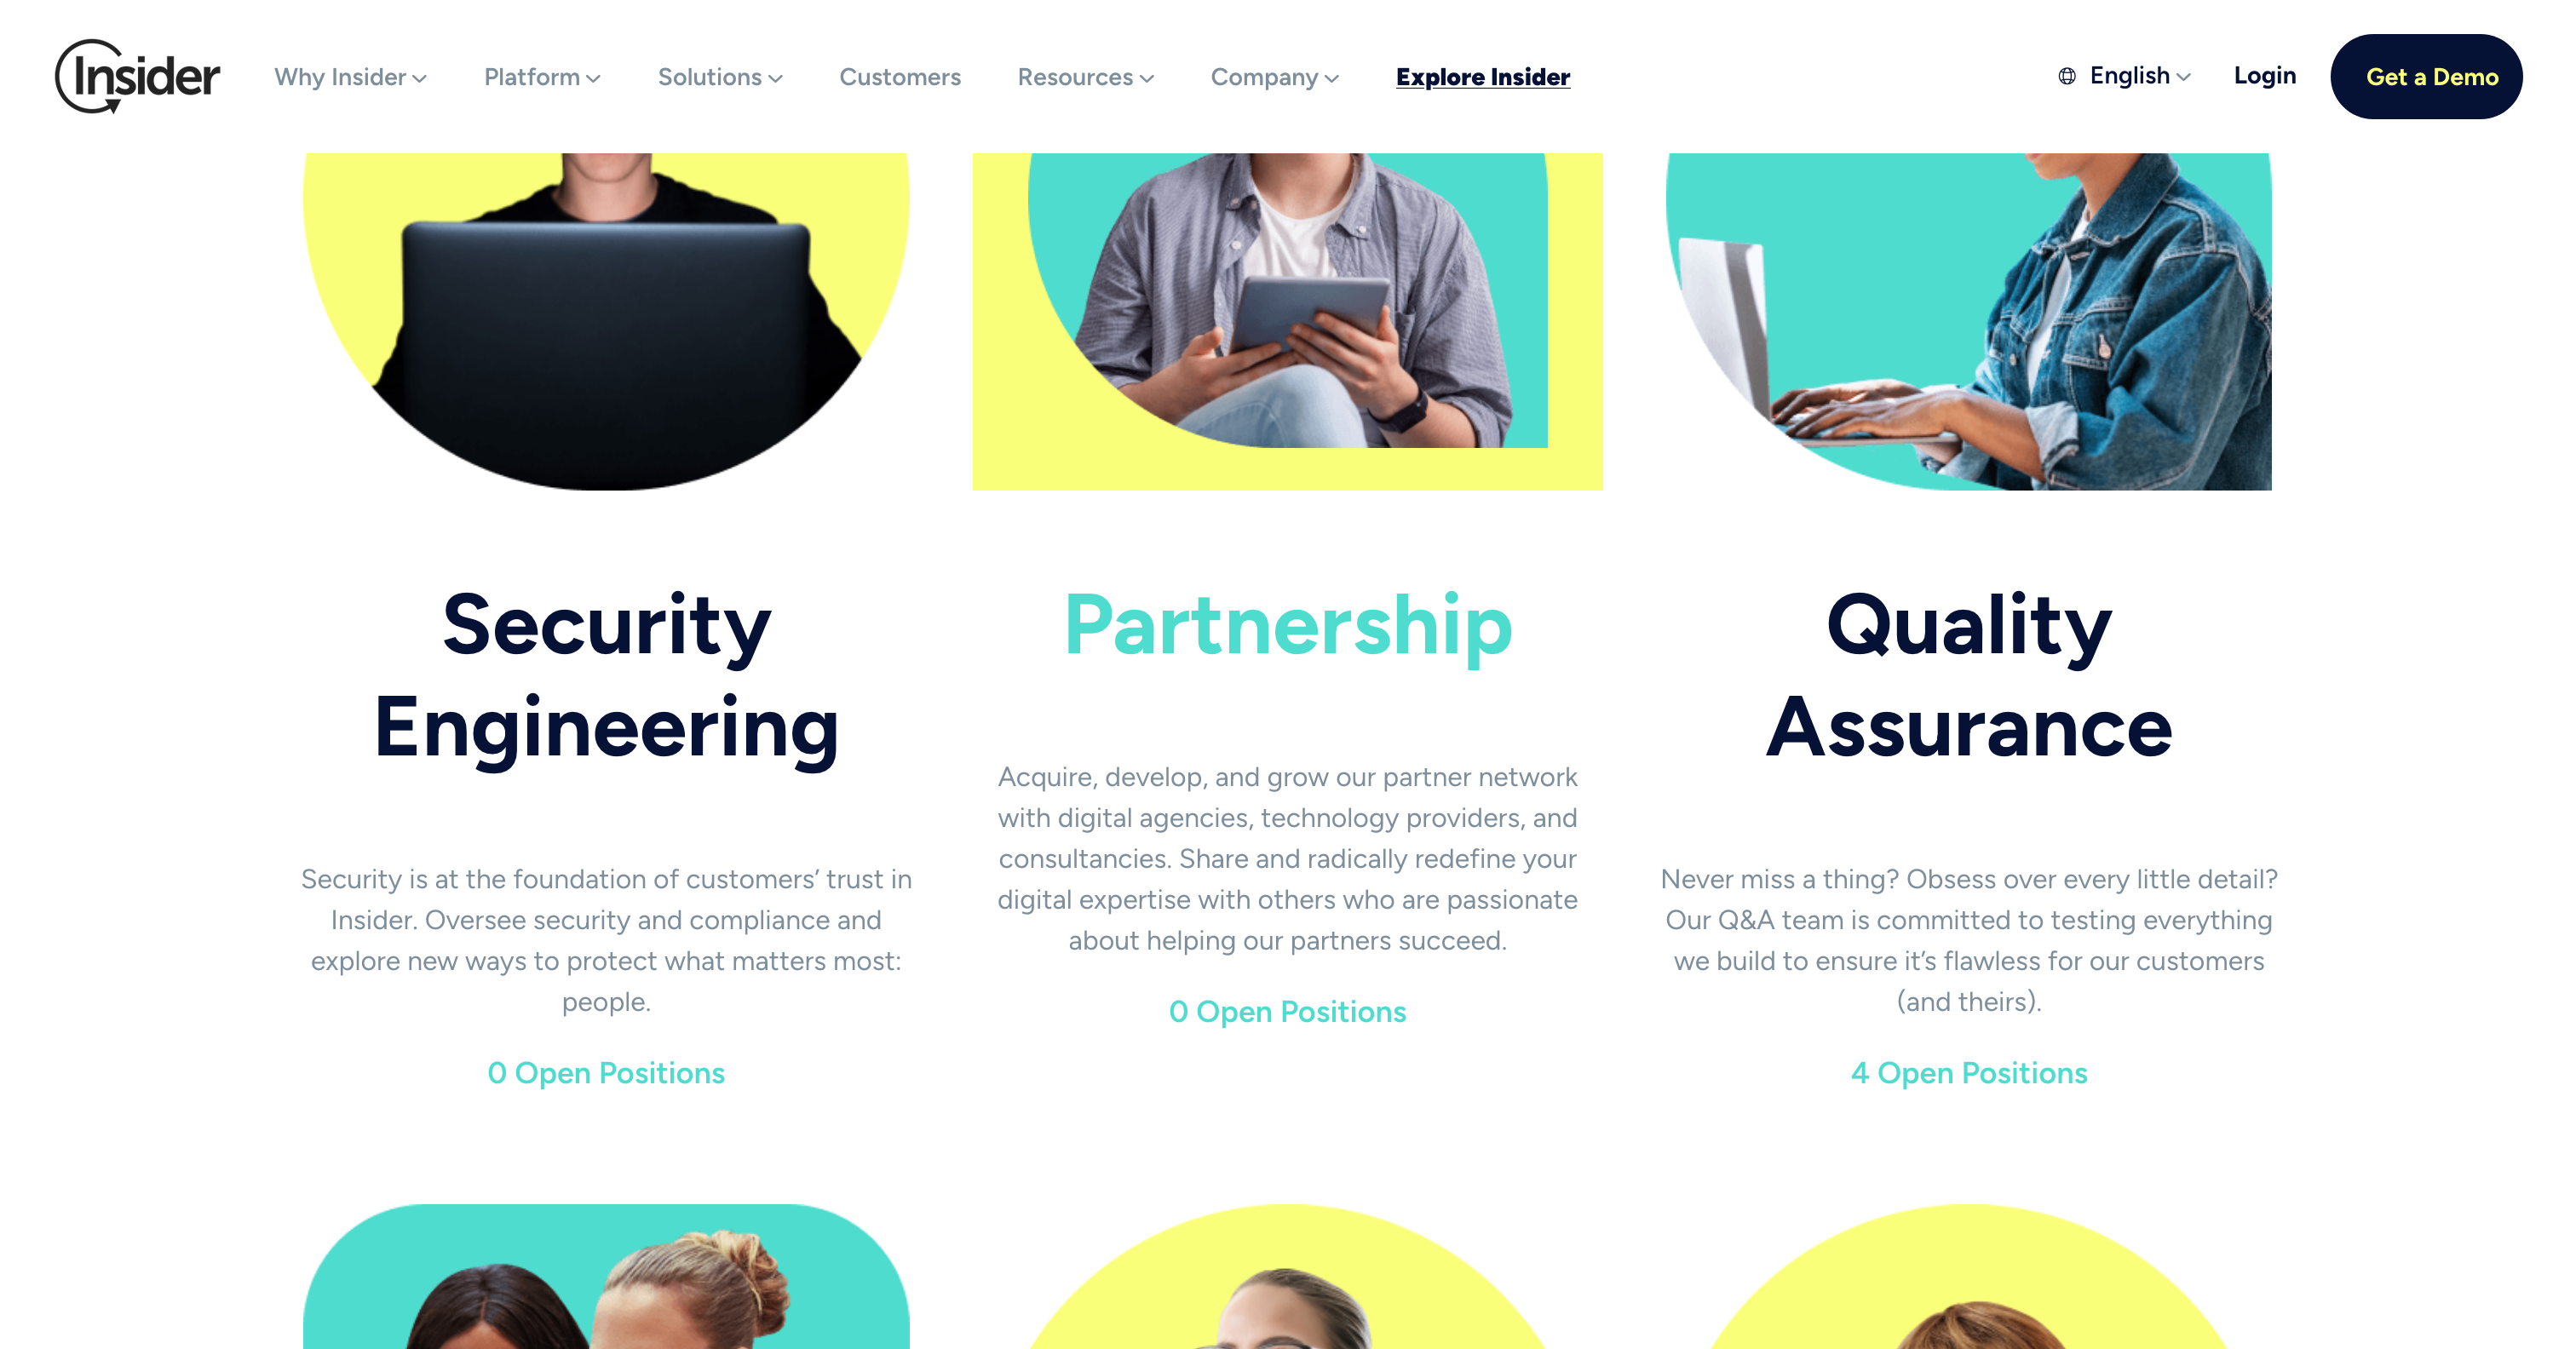 Insider
Why Insider
Platform
Solutions
Customers
Resources
Company
Explore Insider
English
Login
Get a Demo
Security
Engineering
Security is at the foundation of customers’ trust in
Insider. Oversee security and compliance and
explore new ways to protect what matters most:
people.
0 Open Positions
Partnership
Acquire, develop, and grow our partner network
with digital agencies, technology providers, and
consultancies. Share and radically redefine your
digital expertise with others who are passionate
about helping our partners succeed.
0 Open Positions
Quality
Assurance
Never miss a thing? Obsess over every little detail?
Our Q&A team is committed to testing everything
we build to ensure it’s flawless for our customers
(and theirs).
4 Open Positions